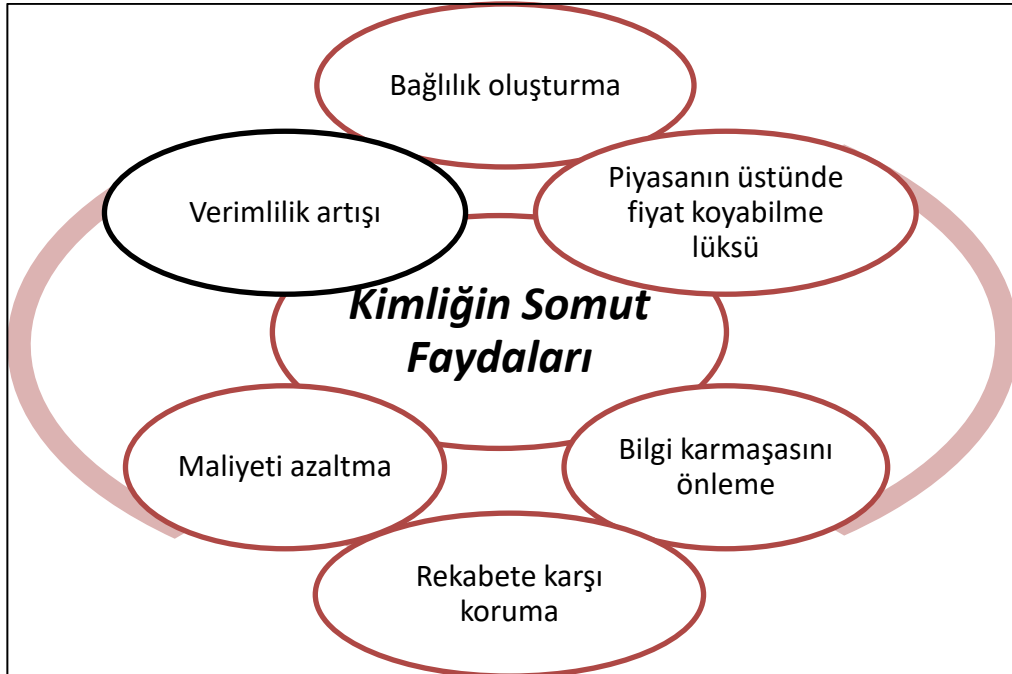 Bağlılık oluşturma
Verimlilik artışı
Piyasanın üstünde
fiyat koyabilme
lüksü
Kimliğin Somut
Faydaları
Maliyeti azaltma
Bilgi karmaşasını
önleme
Rekabete karşı
koruma